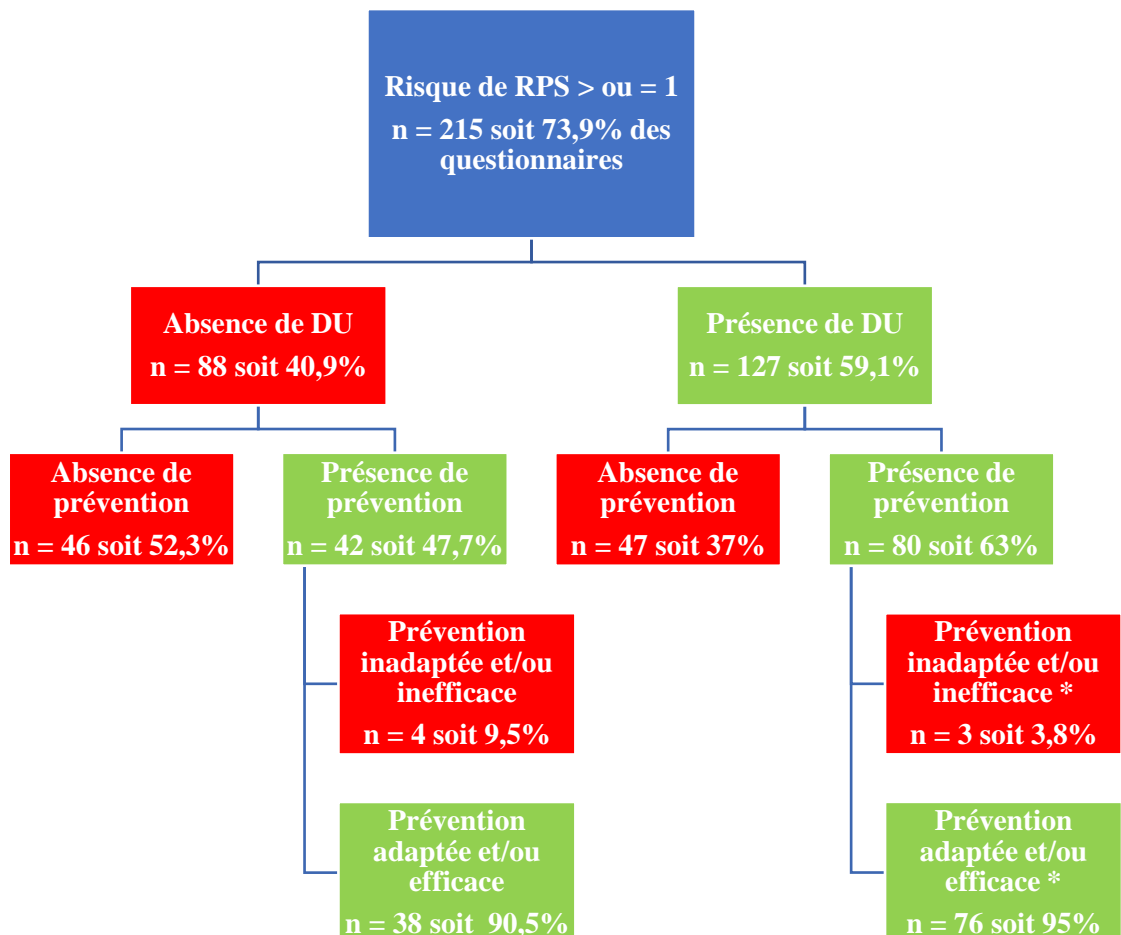 Risque de RPS > ou = 1
n = 215 soit 73,9% des
questionnaires
Absence de DU
n = 88 soit 40,9%
Présence de DU
n = 127 soit 59,1%
Absence de
prévention
n = 46 soit 52,3%
Présence de
prévention
n = 42 soit 47,7%
Absence de
prévention
n = 47 soit 37%
Présence de
prévention
n = 80 soit 63%
Prévention
inadaptée et/ou
inefficace
n = 4 soit 9,5%
Prévention
inadaptée et/ou
inefficace *
n = 3 soit 3,8%
Prévention
adaptée et/ou
efficace
n = 38 soit 90,5%
Prévention
adaptée et/ou
efficace *
n = 76 soit 95%